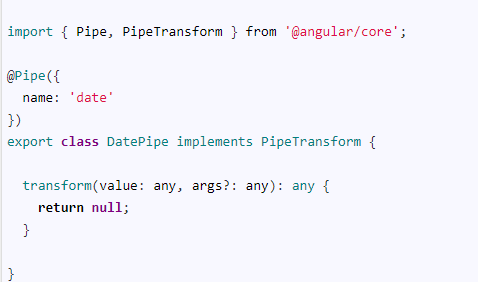 import { Pipe, PipeTransform } from '@angular/core';
@Pipe({
  name: 'date'
})
export class DatePipe implements PipeTransform {
  transform(value: any, args?: any): any {
    return null;
  }
}